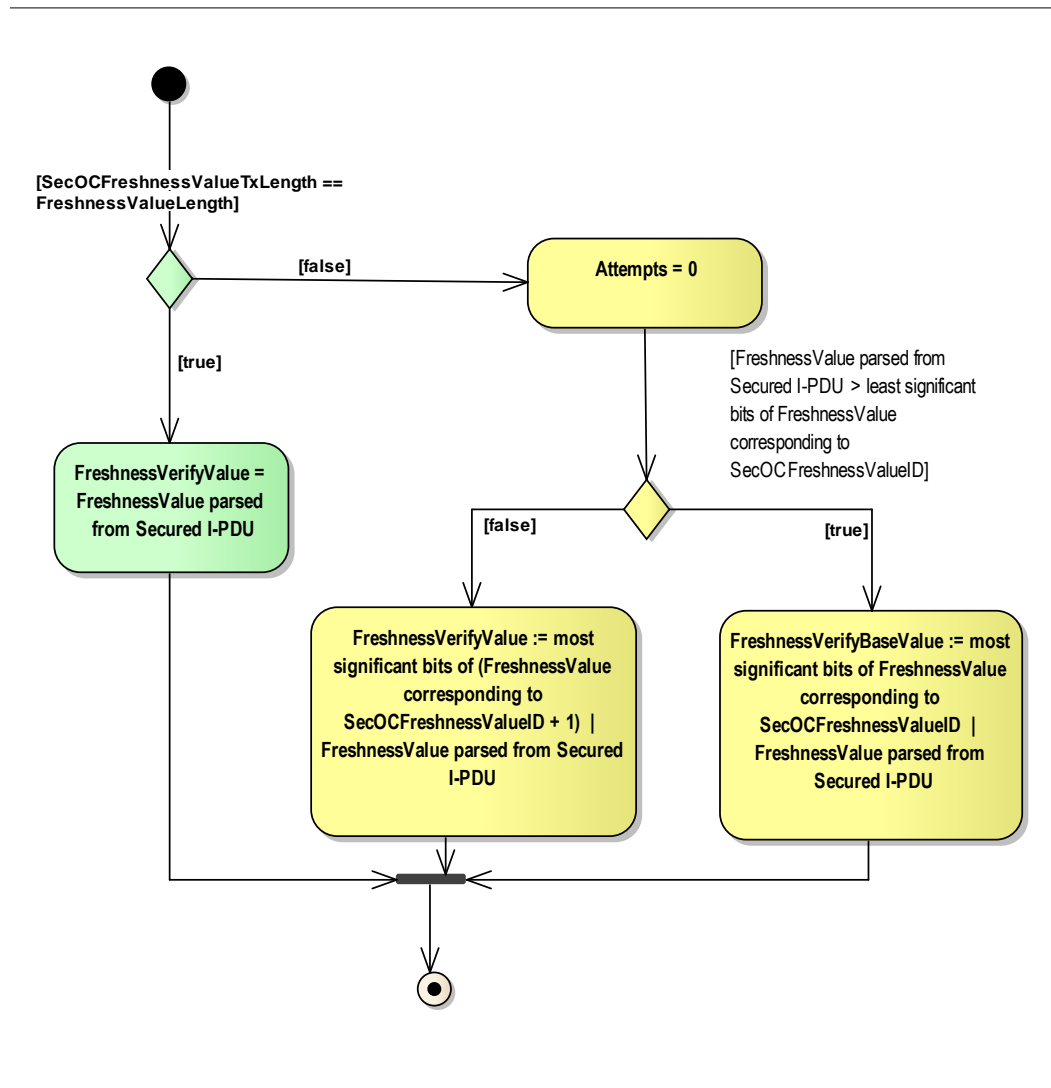 [SecOCFreshnessValueTxLength ==
FreshnessValueLength]
[false]
Attempts = 0
[true]
[FreshnessValue parsed from
Secured I-PDU > least significant
bits of FreshnessValue
corresponding to
SecOCFreshnessValueID]
FreshnessVerifyValue =
FreshnessValue parsed
from Secured I-PDU
[false]
[true]
FreshnessVerifyValue := most
significant bits of (FreshnessValue
corresponding to
SecOCFreshnessValueID + 1) |
FreshnessValue parsed from Secured
I-PDU
FreshnessVerifyBaseValue := most
significant bits of FreshnessValue
corresponding to
SecOCFreshnessValueID |
FreshnessValue parsed from
Secured I-PDU